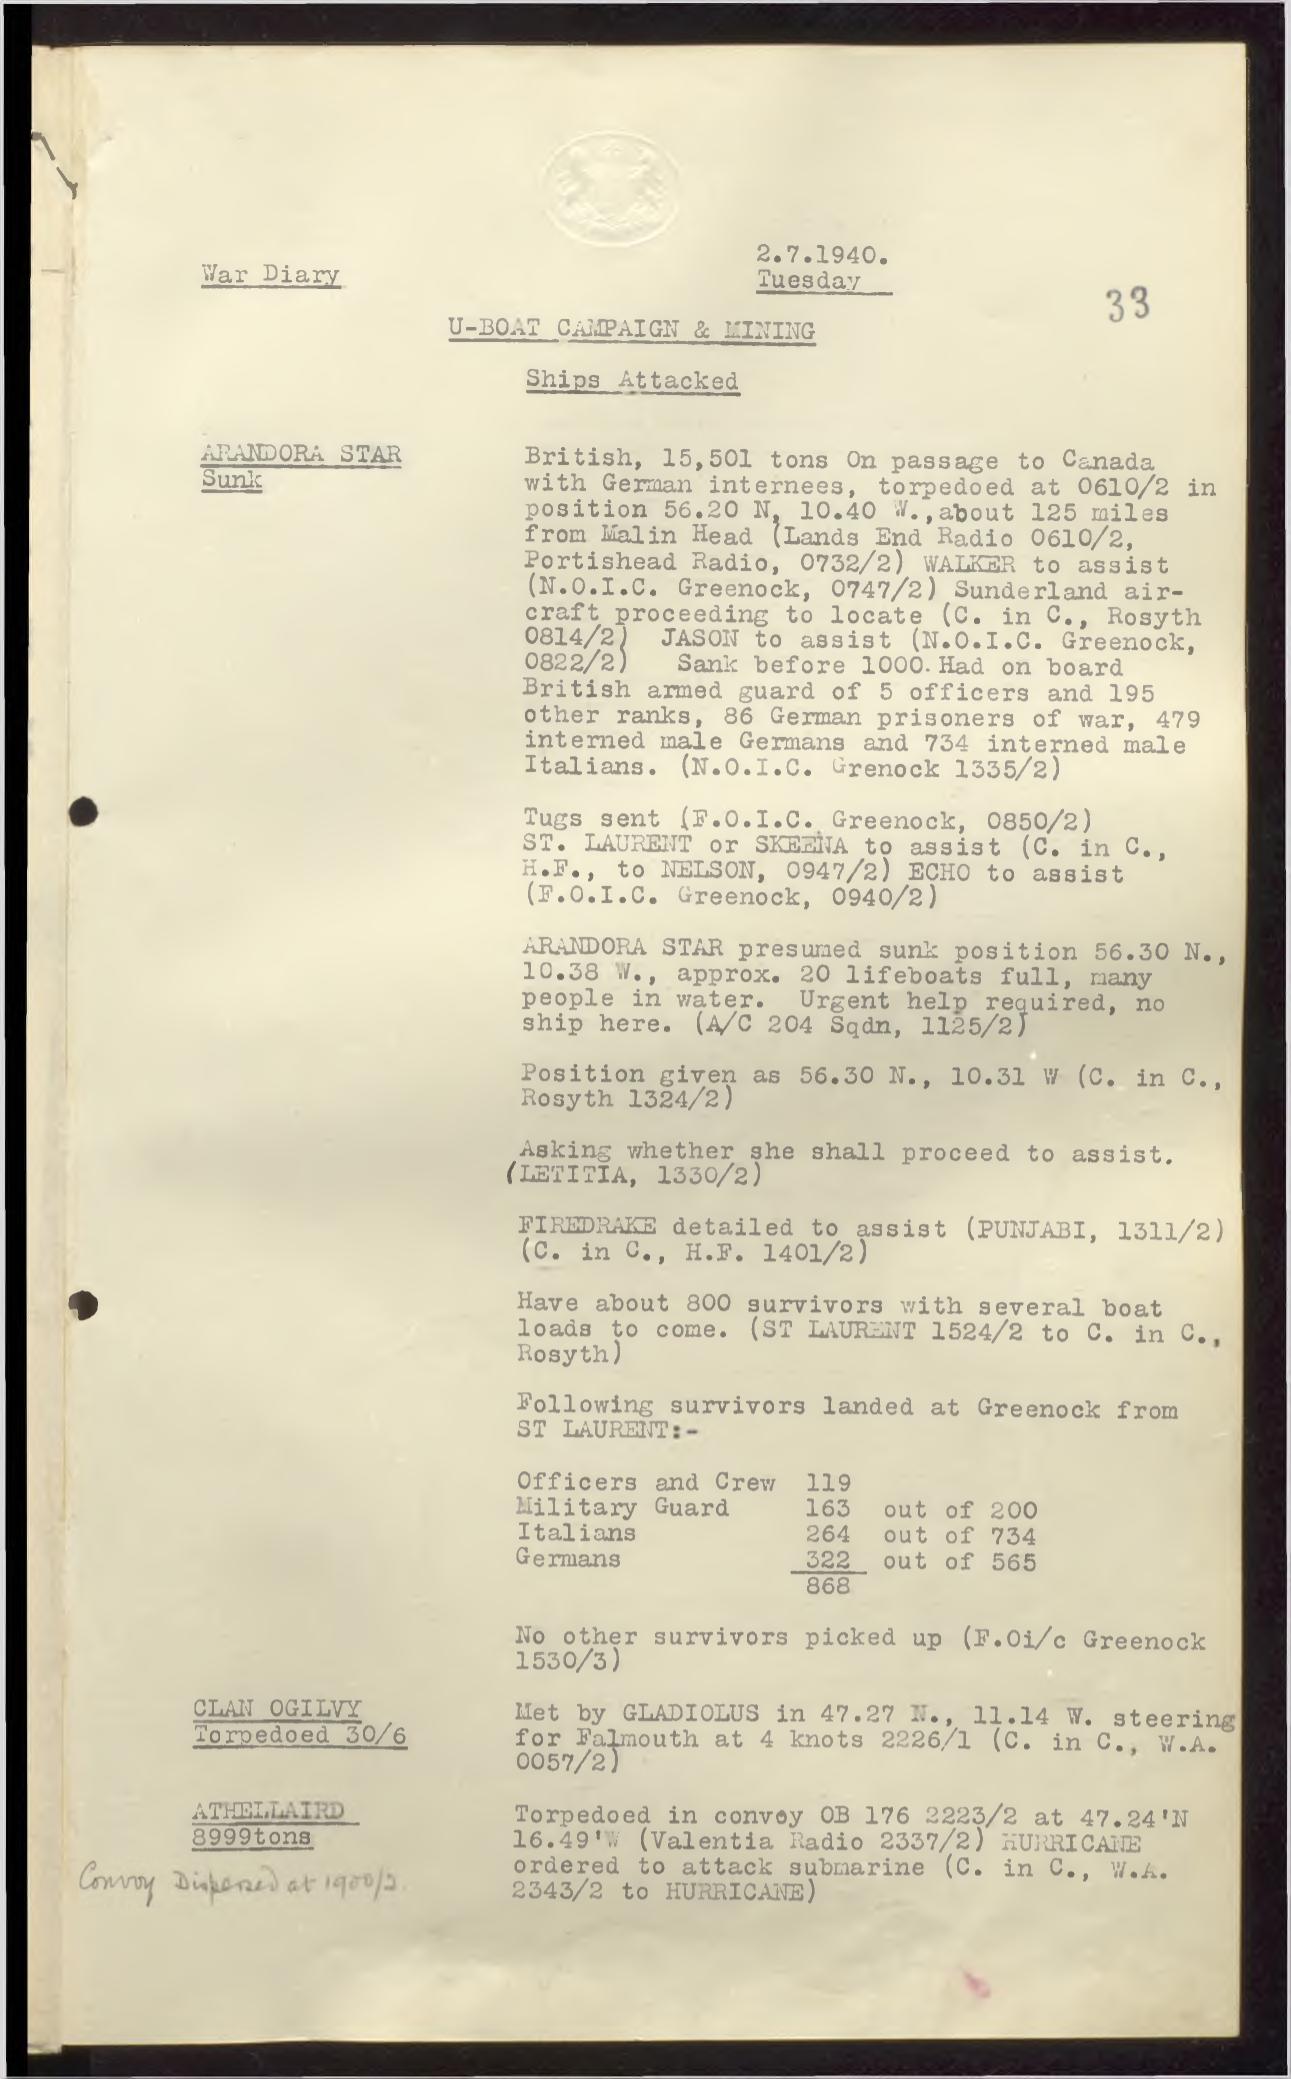 War Diary
2.7.1940.
Tuesday
33
U-BOAT CAMPAIGN & MINING
Ships Attacked
ARANDORA STAR
Sunk
British, 15,501 tons On passage to Canada
with German internees, torpedoed at 0610/2 in
position 56.20 N, 10.40 W.,about 125 miles
from Malin Head (Lands End Radio 0610/2,
Portishead Radio, 0732/2) WALKER to assist
(N.O.I.C. Greenock, 0747/2) Sunderland air-
craft proceeding to locate (C. in C., Rosyth
0814/2) JASON to assist (N.O.I.C. Greenock,
0822/2) Sank before 1000. Had on board
British armed guard of 5 officers and 195
other ranks, 86 German prisoners of war, 479
interned male Germans and 734 interned male
Italians. (N.O.I.C. Grenock 1335/2)
Tugs sent (F.O.I.C. Greenock, 0850/2)
ST. LAURENT or SKEENA to assist (C. in C.,
H.F., to NELSON, 0947/2) ECHO to assist
(F.O.I.C. Greenock, 0940/2)
ARANDORA STAR presumed sunk position 56.30 N.,
10.38 W., approx. 20 lifeboats full, many
people in water. Urgent help required, no
ship here. (A/C 204 Sqdn, 1125/2)
Position given as 56.30 N., 10.31 W (C. in C.,
Rosyth 1324/2)
Asking whether she shall proceed to assist.
(LETITIA, 1330/2)
FIREDRAKE detailed to assist (PUNJABI, 1311/2)
(C. in C., H.F. 1401/2)
Have about 800 survivors with several boat
loads to come. (ST LAURENT 1524/2 to C. in C.,
Rosyth)
Following survivors landed at Greenock from
ST LAURENT:-
Officers and Crew 119
Military Guard 163 out of 200
Italians 264 out of 734
Germans 322 out of 565
868
No other survivors picked up (F.Oi/c Greenock
1530/3)
CLAN OGILVY
Torpedoed 30/6
Met by GLADIOLUS in 47.27 N., 11.14 W. steering
for Falmouth at 4 knots 2226/1 (C. in C., W.A.
0057/2)
ATHELLAIRD
8999tons
Convoy Dispersed at 1900/2.
Torpedoed in convoy OB 176 2223/2 at 47.24'N
16.49'W (Valentia Radio 2337/2) HURRICANE
ordered to attack submarine (C. in C., W.A.
2343/2 to HURRICANE)